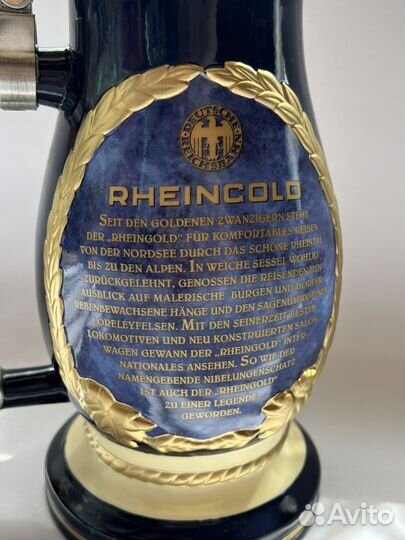 DEUTSCHE
REICHSBAHN
RHEINGOLD
SEIT DEN GOLDENEN ZWANZIGERN STEHT
DER „RHEINGOLD“ FÜR KOMFORTABLES REISEN
VON DER NORDSEE DURCH DAS SCHÖNE RHEINTAL
BIS ZU DEN ALPEN. IN WEICHE SESSEL WOHLIG
ZURÜCKGELEHNT, GENOSSEN DIE REISENDEN DEN
AUSBLICK AUF MALERISCHE BURGEN UND DÖRFER,
REBENBEWACHSENE HÄNGE UND DEN SAGENUMWOBENEN
LORELEYFELSEN. MIT DEN SEINERZEIT BESTEN
LOKOMOTIVEN UND NEU KONSTRUIERTEN SALON-
WAGEN GEWANN DER „RHEINGOLD“ INTER-
NATIONALES ANSEHEN. SO WIE DER
NAMENGEBENDE NIBELUNGENSCHATZ
IST AUCH DER „RHEINGOLD“
ZU EINER LEGENDE
GEWORDEN.
Avito